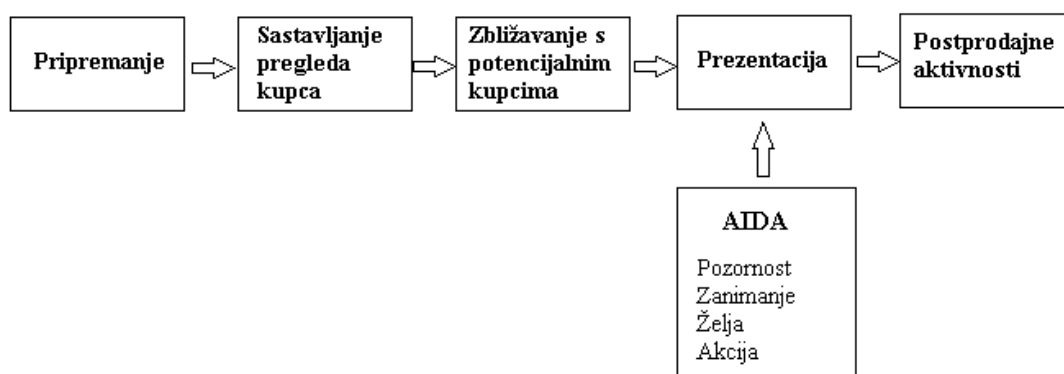 Pripremanje
Sastavljanje
pregleda
kupca
Zbližavanje s
potencijalnim
kupcima
Prezentacija
Postprodajne
aktivnosti
AIDA
Pozornost
Zanimanje
Želja
Akcija